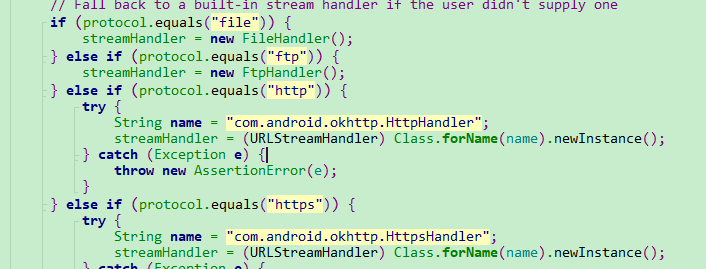 // Fall back to a built-in stream handler if the user didn't supply one
if (protocol.equals("file")) {
streamHandler = new FileHandler();
} else if (protocol.equals("ftp")) {
streamHandler = new FtpHandler();
} else if (protocol.equals("http")) {
try {
String name = "com.android.okhttp.HttpHandler";
streamHandler = (URLStreamHandler) Class.forName(name).newInstance();
} catch (Exception e) {
throw new AssertionError(e);
}
} else if (protocol.equals("https")) {
try {
String name = "com.android.okhttp.HttpsHandler";
streamHandler = (URLStreamHandler) Class.forName(name).newInstance();
} catch (Exception e) {